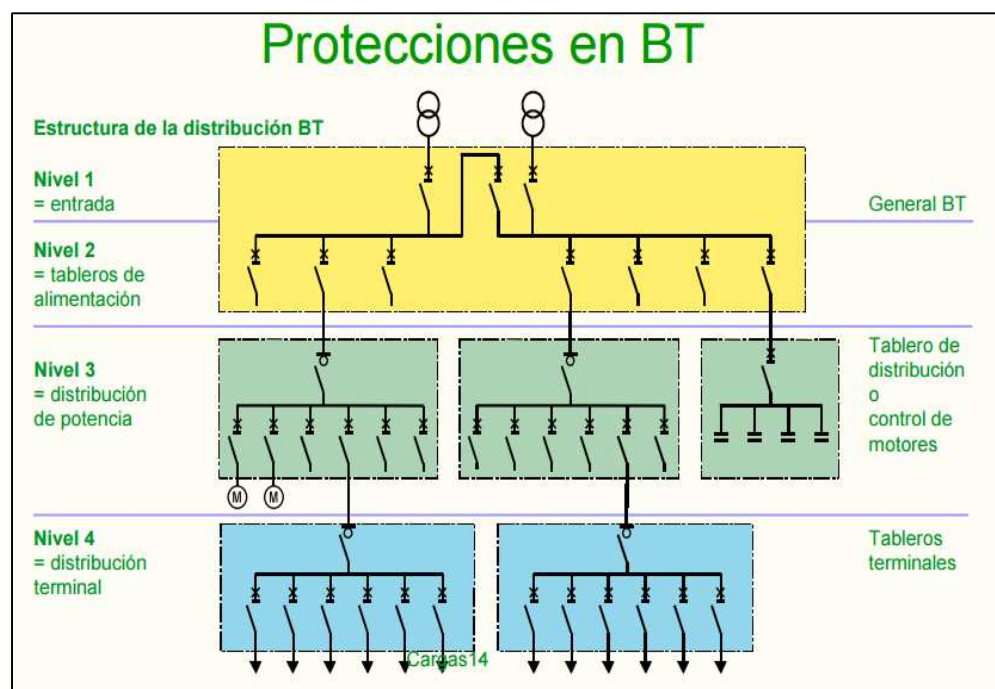 Protecciones en BT
Estructura de la distribución BT
Nivel 1
= entrada
General BT
Nivel 2
= tableros de
alimentación
Nivel 3
= distribución
de potencia
Tablero de
distribución
o
control de
motores
M M
Nivel 4
= distribución
terminal
Tableros
terminales
Cargas14